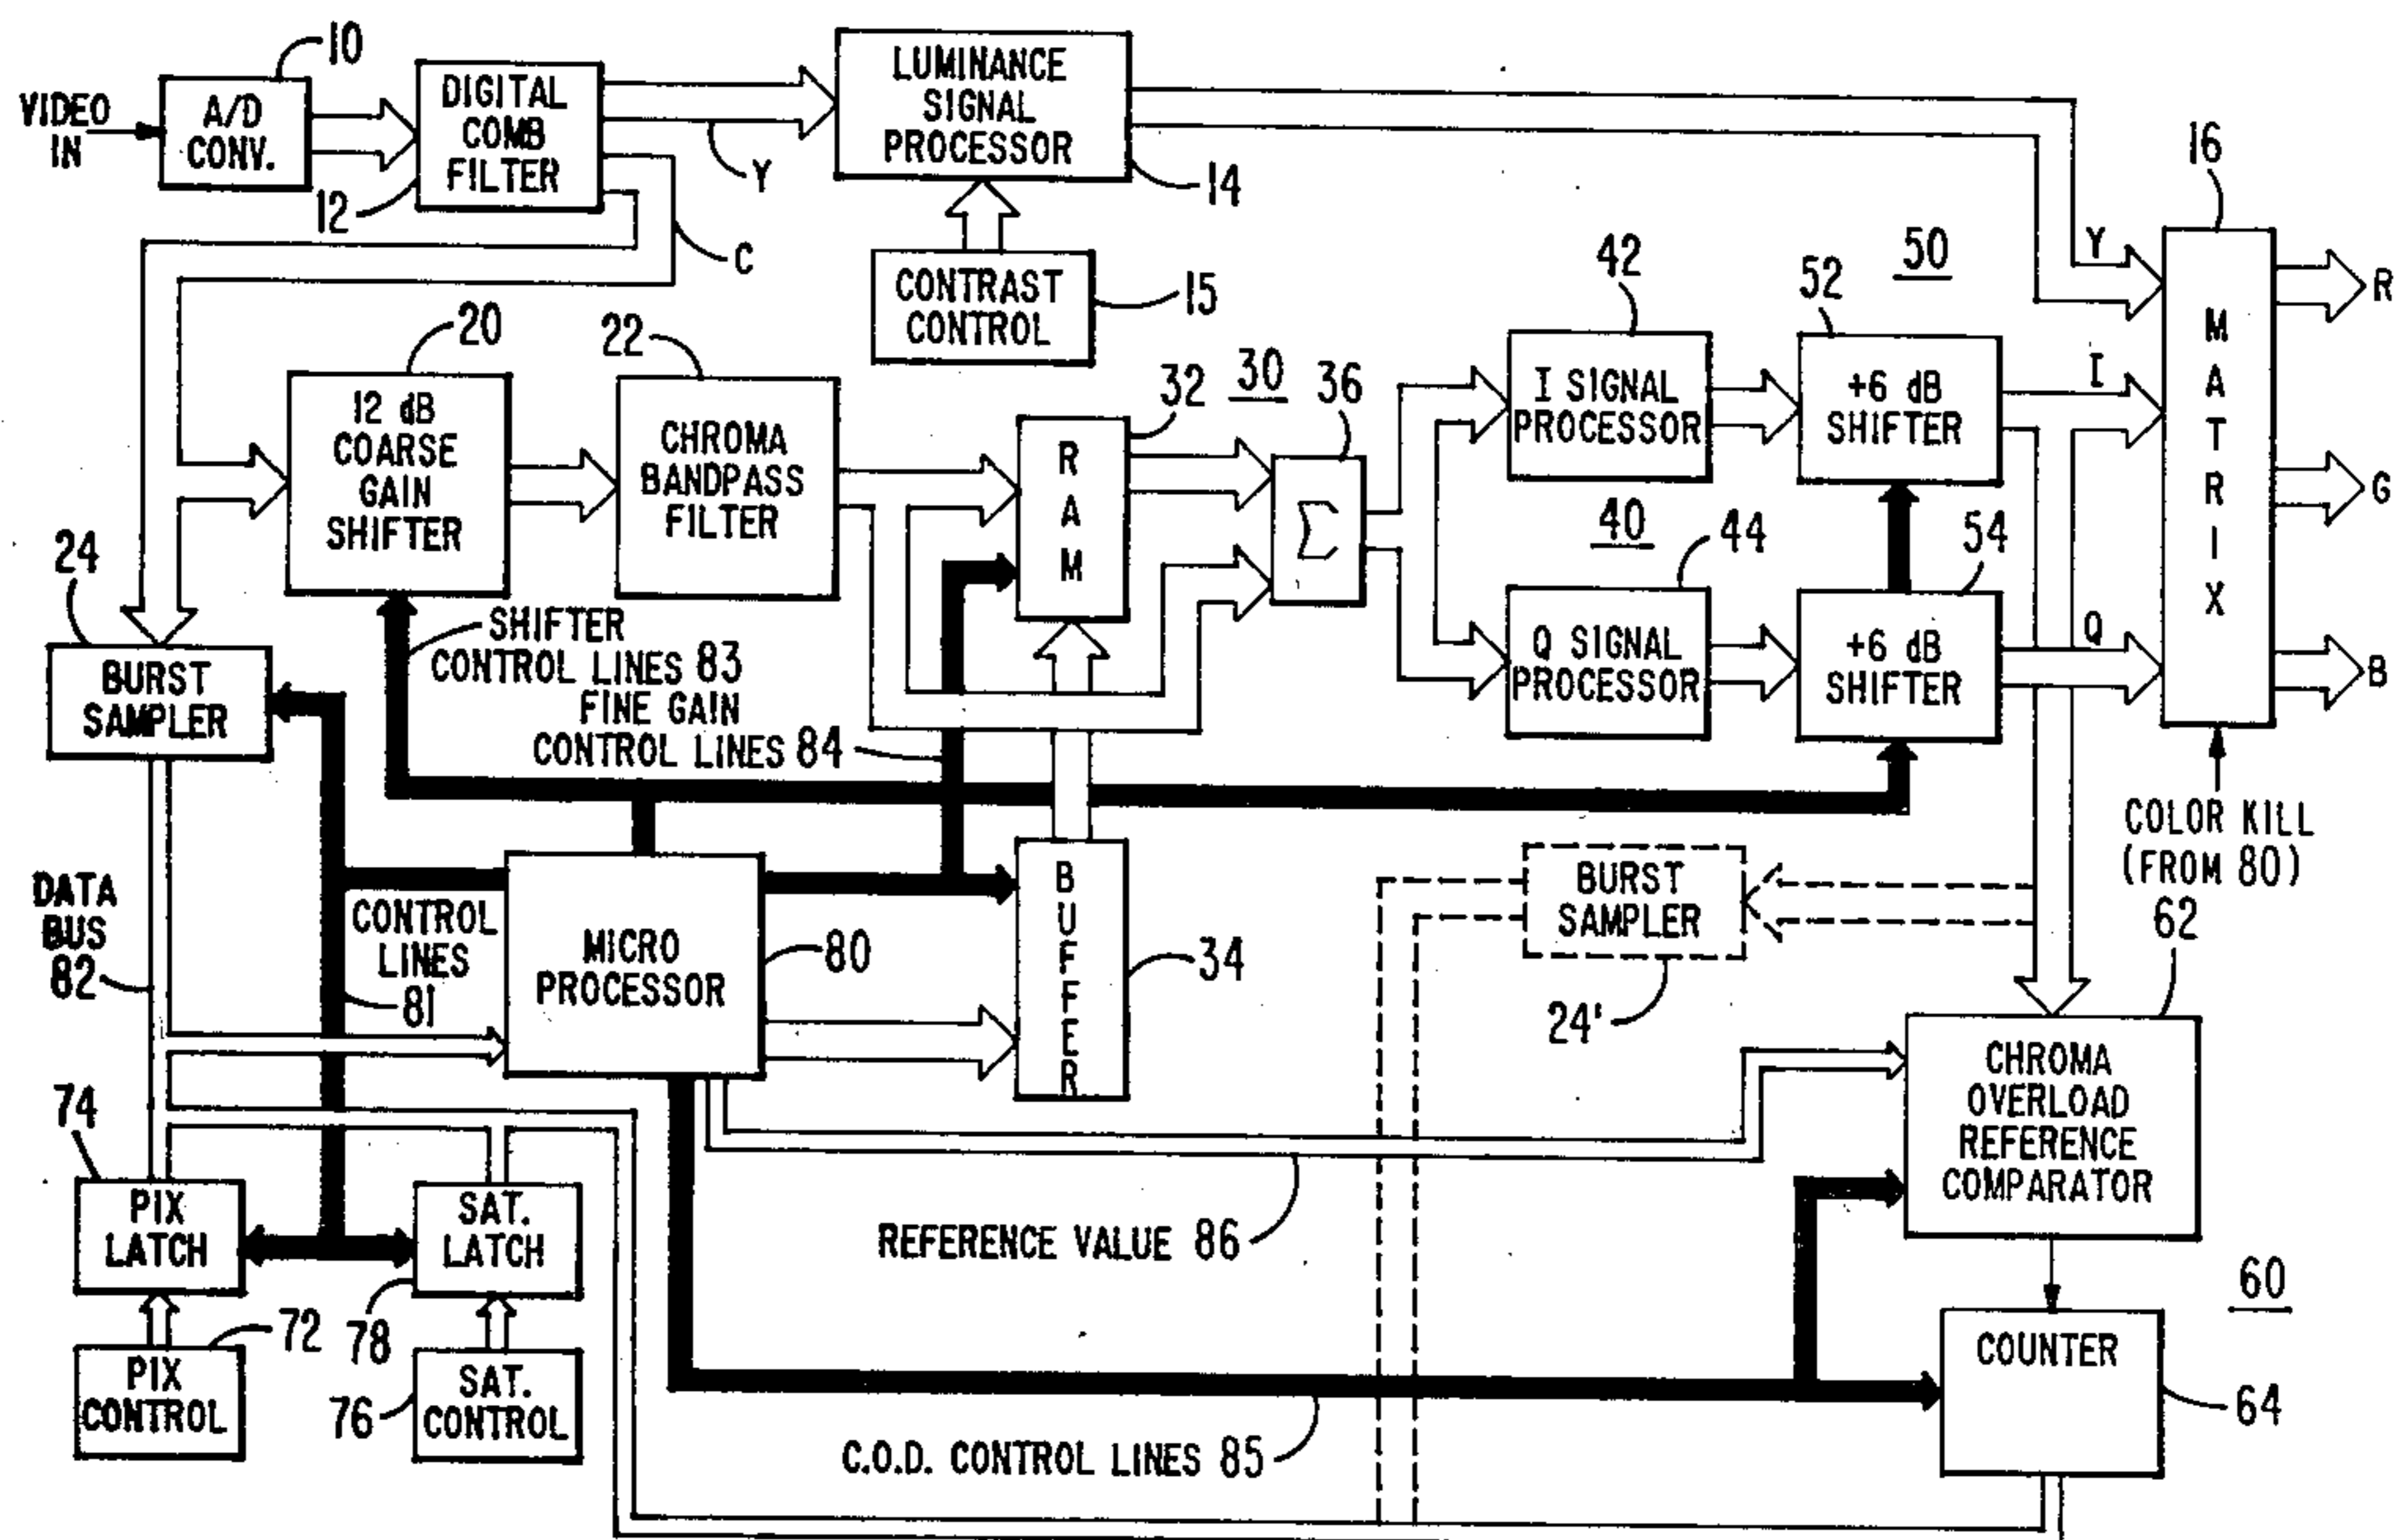 10
VIDEO IN
A/D CONV.
12
DIGITAL COMB FILTER
Y
C
LUMINANCE SIGNAL PROCESSOR
14
CONTRAST CONTROL
15
16
MATRIX
Y
I
Q
R
G
B
20
12 dB COARSE GAIN SHIFTER
22
CHROMA BANDPASS FILTER
30
32
RAM
36
Σ
40
42
I SIGNAL PROCESSOR
44
Q SIGNAL PROCESSOR
50
52
+6 dB SHIFTER
54
+6 dB SHIFTER
24
BURST SAMPLER
SHIFTER
CONTROL LINES 83
FINE GAIN
CONTROL LINES 84
COLOR KILL
(FROM 80)
DATA
BUS
82
CONTROL
LINES
81
MICRO PROCESSOR
80
BUFFER
34
BURST SAMPLER
24'
62
CHROMA OVERLOAD REFERENCE COMPARATOR
74
PIX LATCH
SAT. LATCH
78
REFERENCE VALUE 86
60
72
PIX CONTROL
76
SAT. CONTROL
COUNTER
64
C.O.D. CONTROL LINES 85